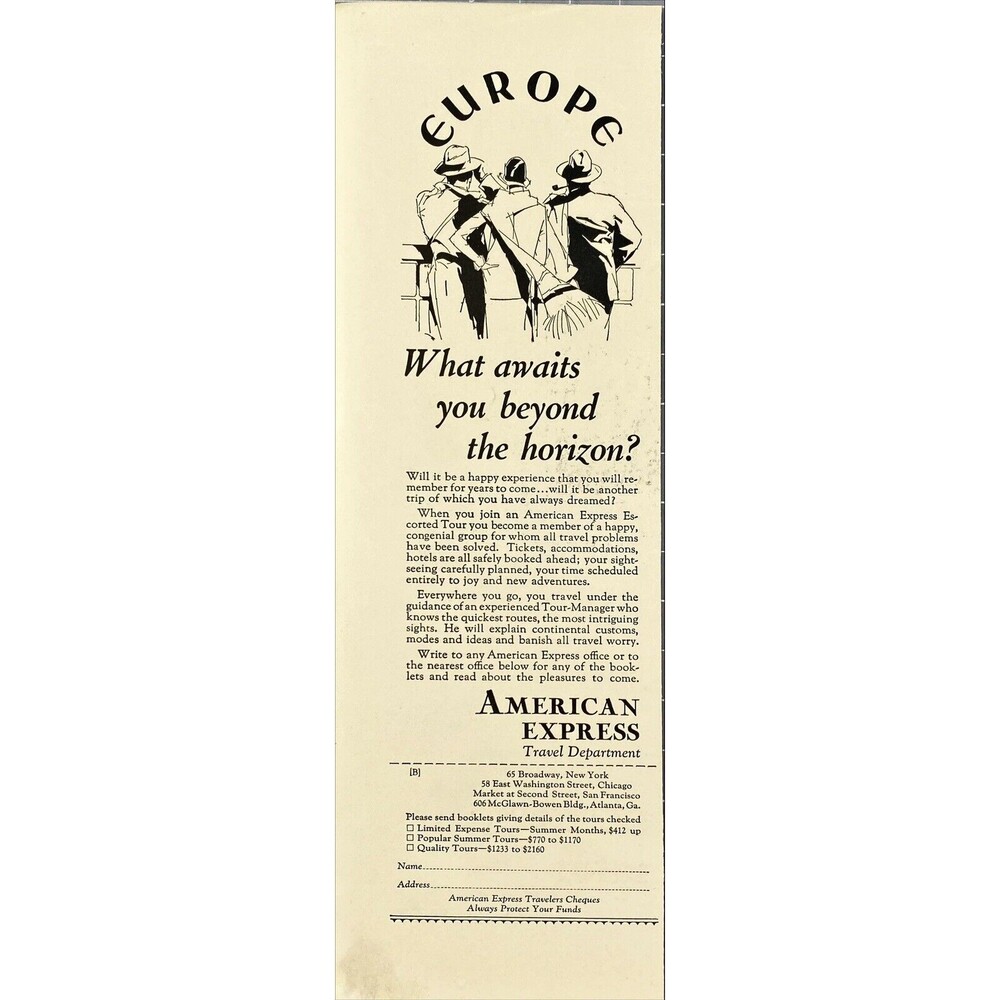 EUROPE
What awaits
you beyond
the horizon?
Will it be a happy experience that you will re-
member for years to come...will it be another
trip of which you have always dreamed?
When you join an American Express Es-
corted Tour you become a member of a happy,
congenial group for whom all travel problems
have been solved. Tickets, accommodations,
hotels are all safely booked ahead; your sight-
seeing carefully planned, your time scheduled
entirely to joy and new adventures.
Everywhere you go, you travel under the
guidance of an experienced Tour-Manager who
knows the quickest routes, the most intriguing
sights. He will explain continental customs,
modes and ideas and banish all travel worry.
Write to any American Express office or to
the nearest office below for any of the book-
lets and read about the pleasures to come.
AMERICAN
EXPRESS
Travel Department
[B]
65 Broadway, New York
58 East Washington Street, Chicago
Market at Second Street, San Francisco
606 McGlawn-Bowen Bldg., Atlanta, Ga.
Please send booklets giving details of the tours checked
☐ Limited Expense Tours—Summer Months, $412 up
☐ Popular Summer Tours—$770 to $1170
☐ Quality Tours—$1233 to $2160
Name
Address
American Express Travelers Cheques
Always Protect Your Funds